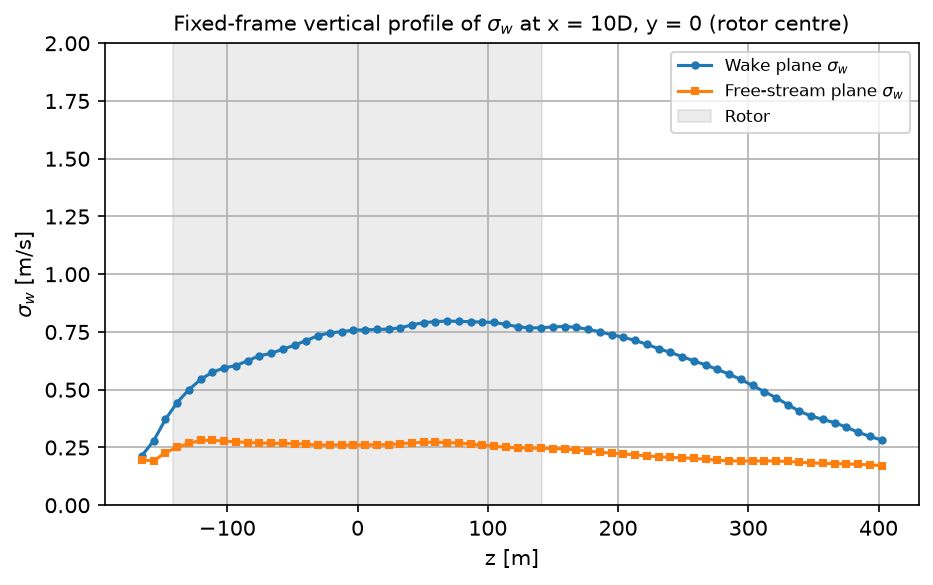 Fixed-frame vertical profile of σw at x = 10D, y = 0 (rotor centre)
2.00
1.75
1.50
1.25
1.00
0.75
0.50
0.25
0.00
σw [m/s]
Wake plane σw
Free-stream plane σw
Rotor
−100
0
100
200
300
400
z [m]